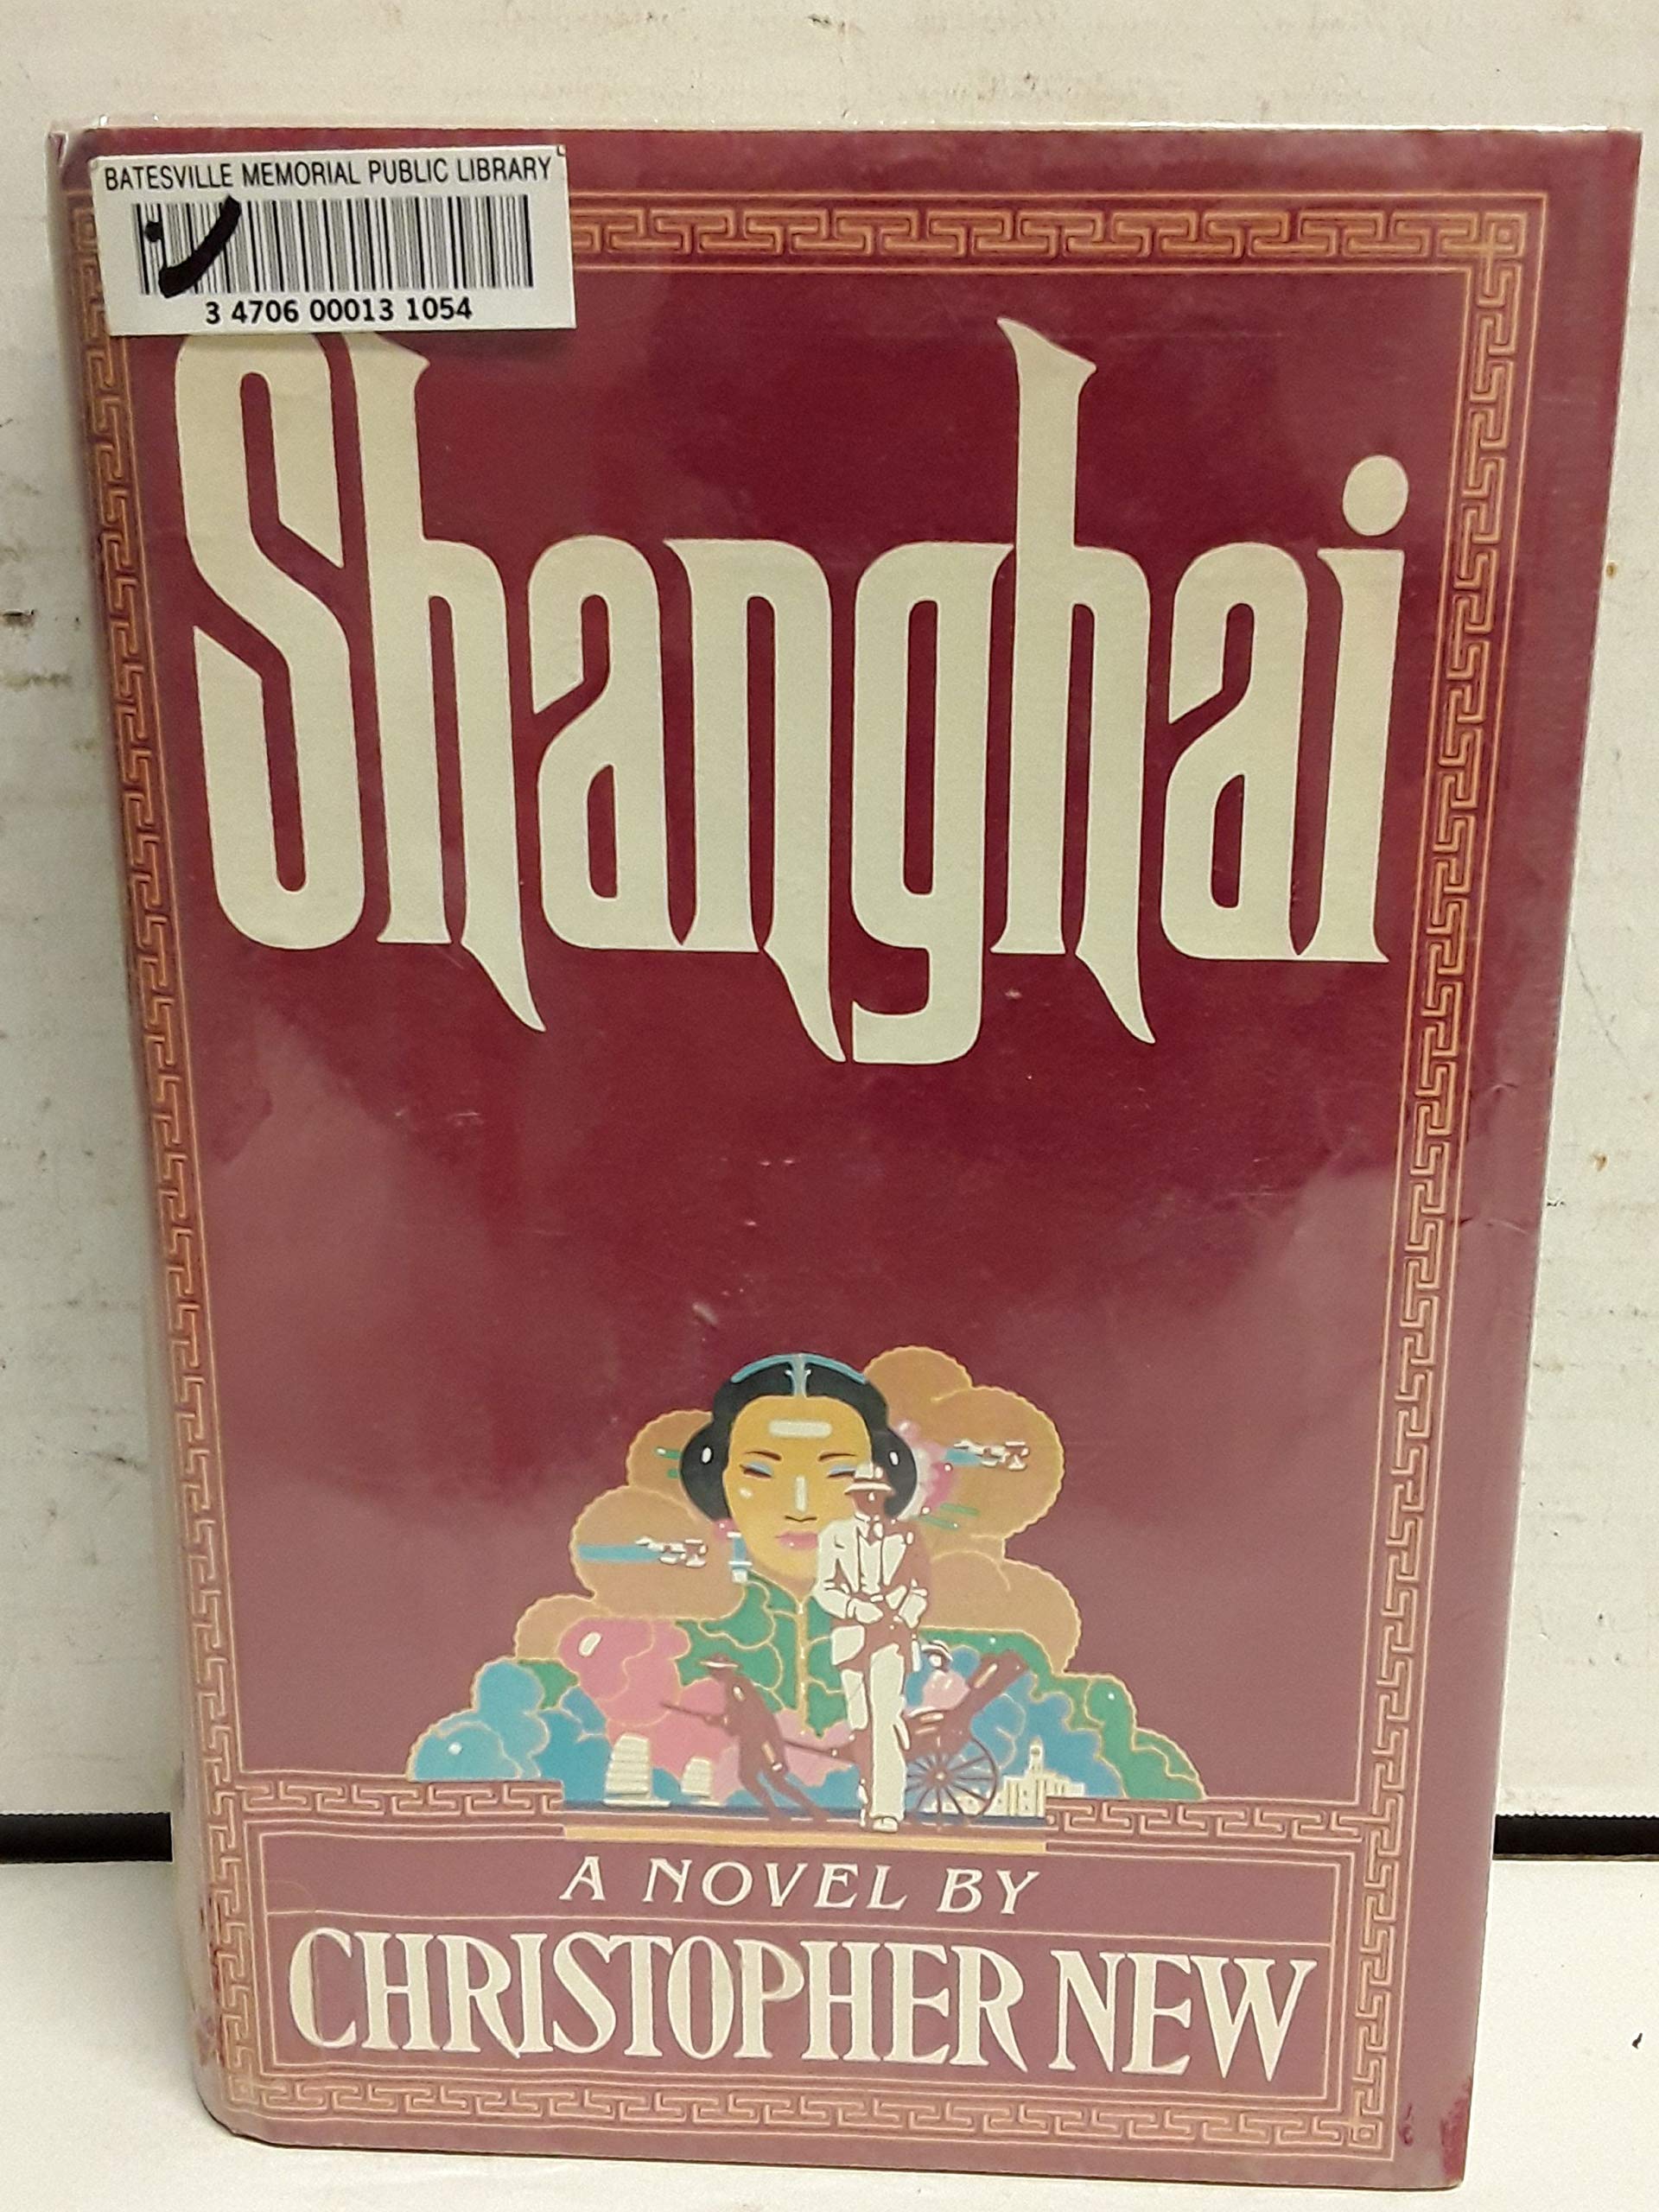 BATESVILLE MEMORIAL PUBLIC LIBRARY
3 4706 00013 1054
Shanghai
A NOVEL BY
CHRISTOPHER NEW